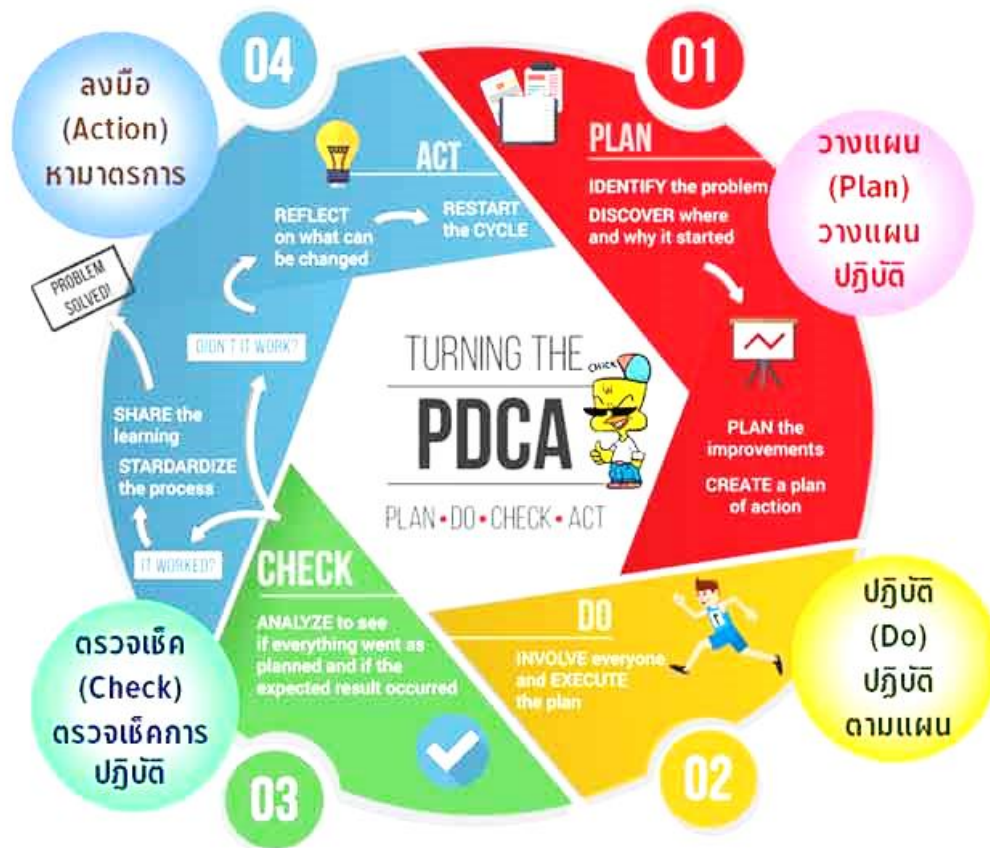 01
PLAN
IDENTIFY the problem
DISCOVER where
and why it started
PLAN the
improvements
CREATE a plan
of action
วางแผน
(Plan)
วางแผน
ปฏิบัติ
02
DO
INVOLVE everyone
and EXECUTE
the plan
ปฏิบัติ
(Do)
ปฏิบัติ
ตามแผน
03
CHECK
ANALYZE to see
if everything went as
planned and if the
expected result occurred
ตรวจเช็ค
(Check)
ตรวจเช็คการ
ปฏิบัติ
04
ACT
IT WORKED?
SHARE the
learning
STARDARDIZE
the process
PROBLEM
SOLVED!
DIDN'T IT WORK?
REFLECT
on what can
be changed
RESTART
the CYCLE
ลงมือ
(Action)
หามาตรการ
TURNING THE
CHICK
PDCA
PLAN•DO•CHECK•ACT